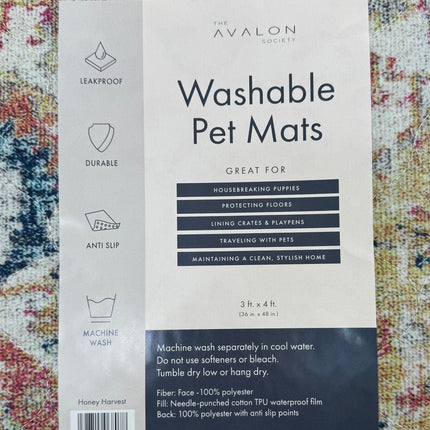 THE
AVALON
SOCIETY
LEAKPROOF
DURABLE
ANTI SLIP
MACHINE
WASH
Honey Harvest
Washable
Pet Mats
GREAT FOR
HOUSEBREAKING PUPPIES
PROTECTING FLOORS
LINING CRATES & PLAYPENS
TRAVELING WITH PETS
MAINTAINING A CLEAN, STYLISH HOME
3 ft. x 4 ft.
(36 in. x 48 in.)
Machine wash separately in cool water.
Do not use softeners or bleach.
Tumble dry low or hang dry.
Fiber: Face -100% polyester
Fill: Needle-punched cotton TPU waterproof film
Back: 100% polyester with anti slip points